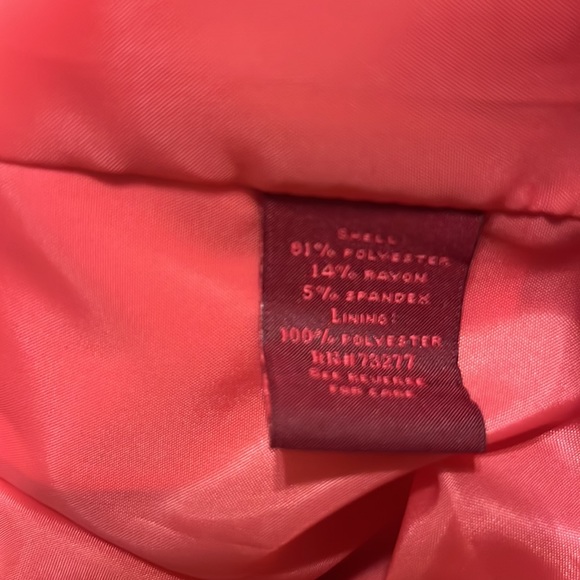 SHELL:
81% POLYESTER
14% RAYON
5% SPANDEX
LINING:
100% POLYESTER
RN#73277
SEE REVERSE
FOR CARE